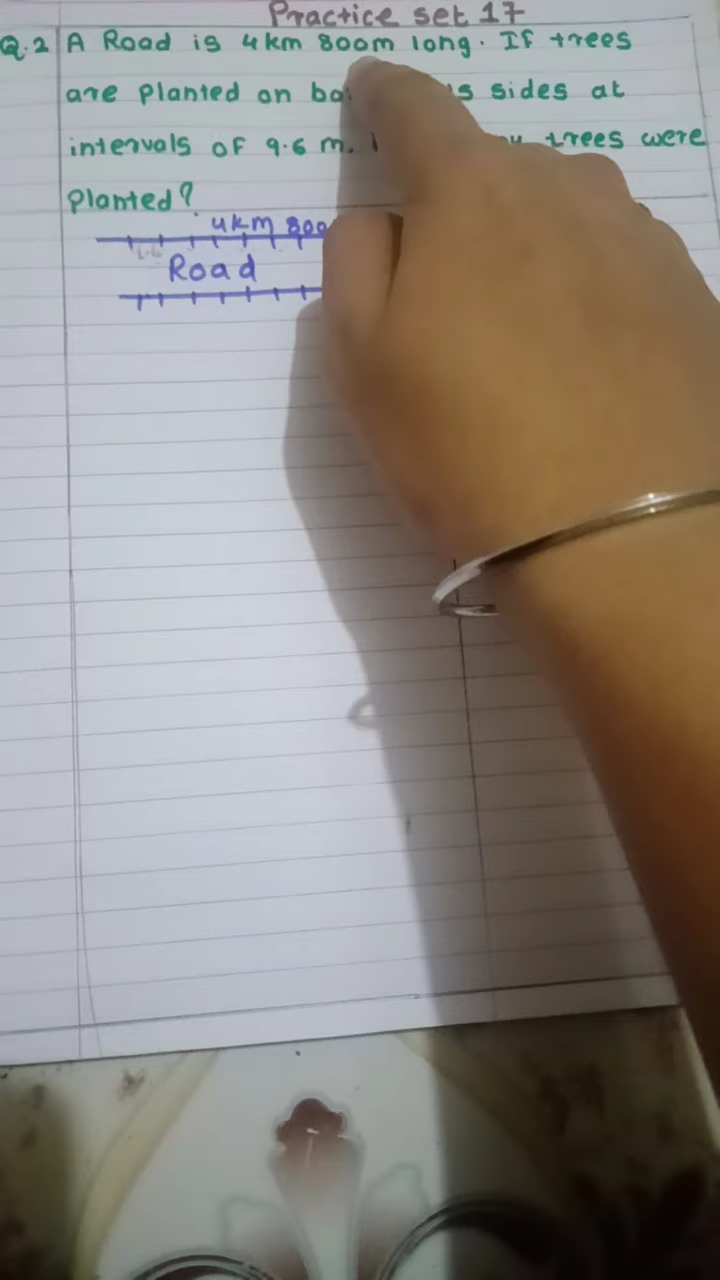 Practice set 17
Q.2 A Road is 4km 800m long. If trees
are planted on sides at
intervals of 9.6 m. trees were
planted?
4km 800
Road